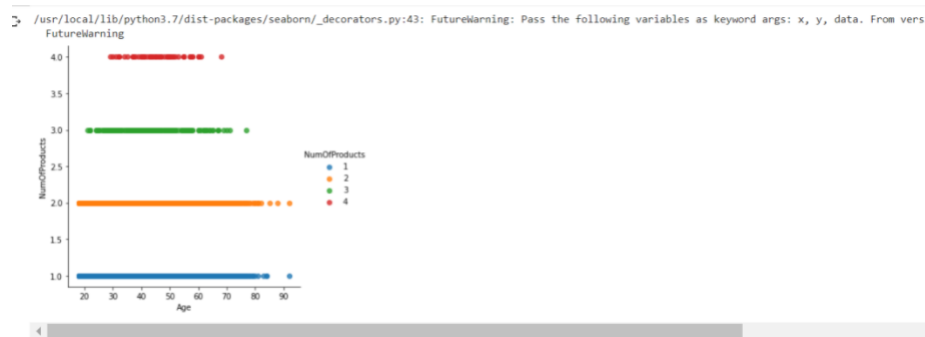 /usr/local/lib/python3.7/dist-packages/seaborn/_decorators.py:43: FutureWarning: Pass the following variables as keyword args: x, y, data. From vers
FutureWarning
4.0
3.5
3.0
2.5
2.0
1.5
1.0
NumOfProducts
20 30 40 50 60 70 80 90
Age
NumOfProducts
1
2
3
4